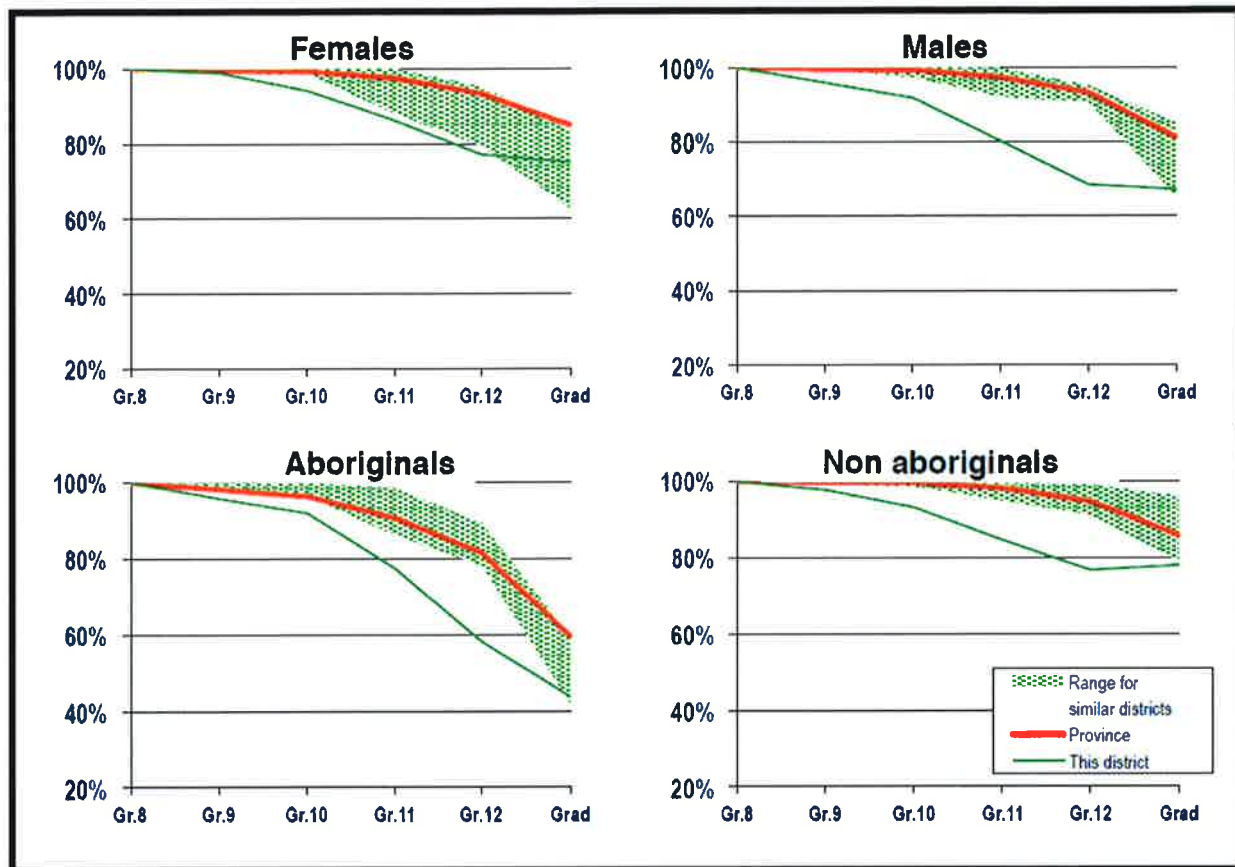 Females
100%
80%
60%
40%
20%
Gr.8 Gr.9 Gr.10 Gr.11 Gr.12 Grad
Males
100%
80%
60%
40%
20%
Gr.8 Gr.9 Gr.10 Gr.11 Gr.12 Grad
Aboriginals
100%
80%
60%
40%
20%
Gr.8 Gr.9 Gr.10 Gr.11 Gr.12 Grad
Non aboriginals
100%
80%
60%
40%
20%
Gr.8 Gr.9 Gr.10 Gr.11 Gr.12 Grad
Range for
similar districts
Province
This district